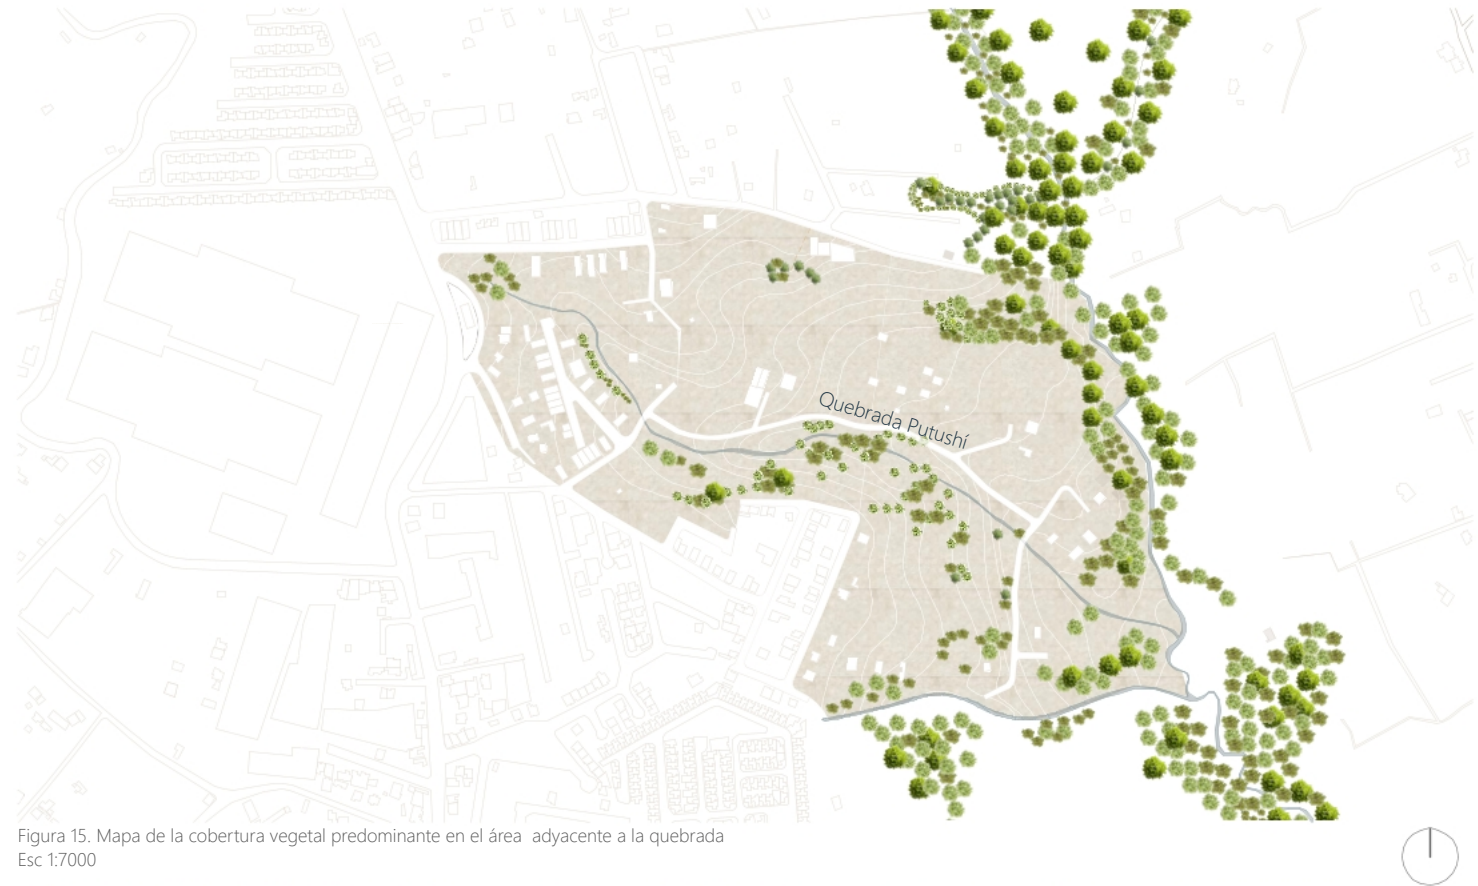 Quebrada Putushí
Figura 15. Mapa de la cobertura vegetal predominante en el área adyacente a la quebrada
Esc 1:7000